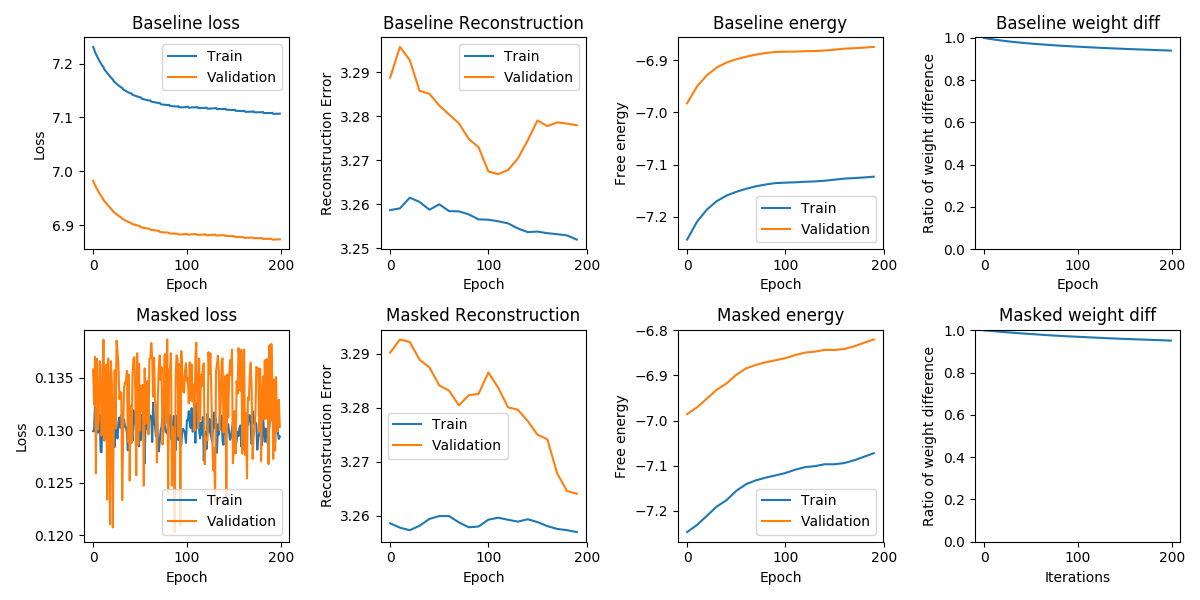 Baseline loss
7.2
7.1
7.0
6.9
Loss
0
100
200
Epoch
Train
Validation
Baseline Reconstruction
3.29
3.28
3.27
3.26
3.25
Reconstruction Error
0
100
200
Epoch
Train
Validation
Baseline energy
−6.9
−7.0
−7.1
−7.2
Free energy
0
100
200
Epoch
Train
Validation
Baseline weight diff
1.0
0.8
0.6
0.4
0.2
0.0
Ratio of weight difference
0
100
200
Epoch
Masked loss
0.135
0.130
0.125
0.120
Loss
0
100
200
Epoch
Train
Validation
Masked Reconstruction
3.29
3.28
3.27
3.26
Reconstruction Error
0
100
200
Epoch
Train
Validation
Masked energy
−6.8
−6.9
−7.0
−7.1
−7.2
Free energy
0
100
200
Epoch
Train
Validation
Masked weight diff
1.0
0.8
0.6
0.4
0.2
0.0
Ratio of weight difference
0
100
200
Iterations